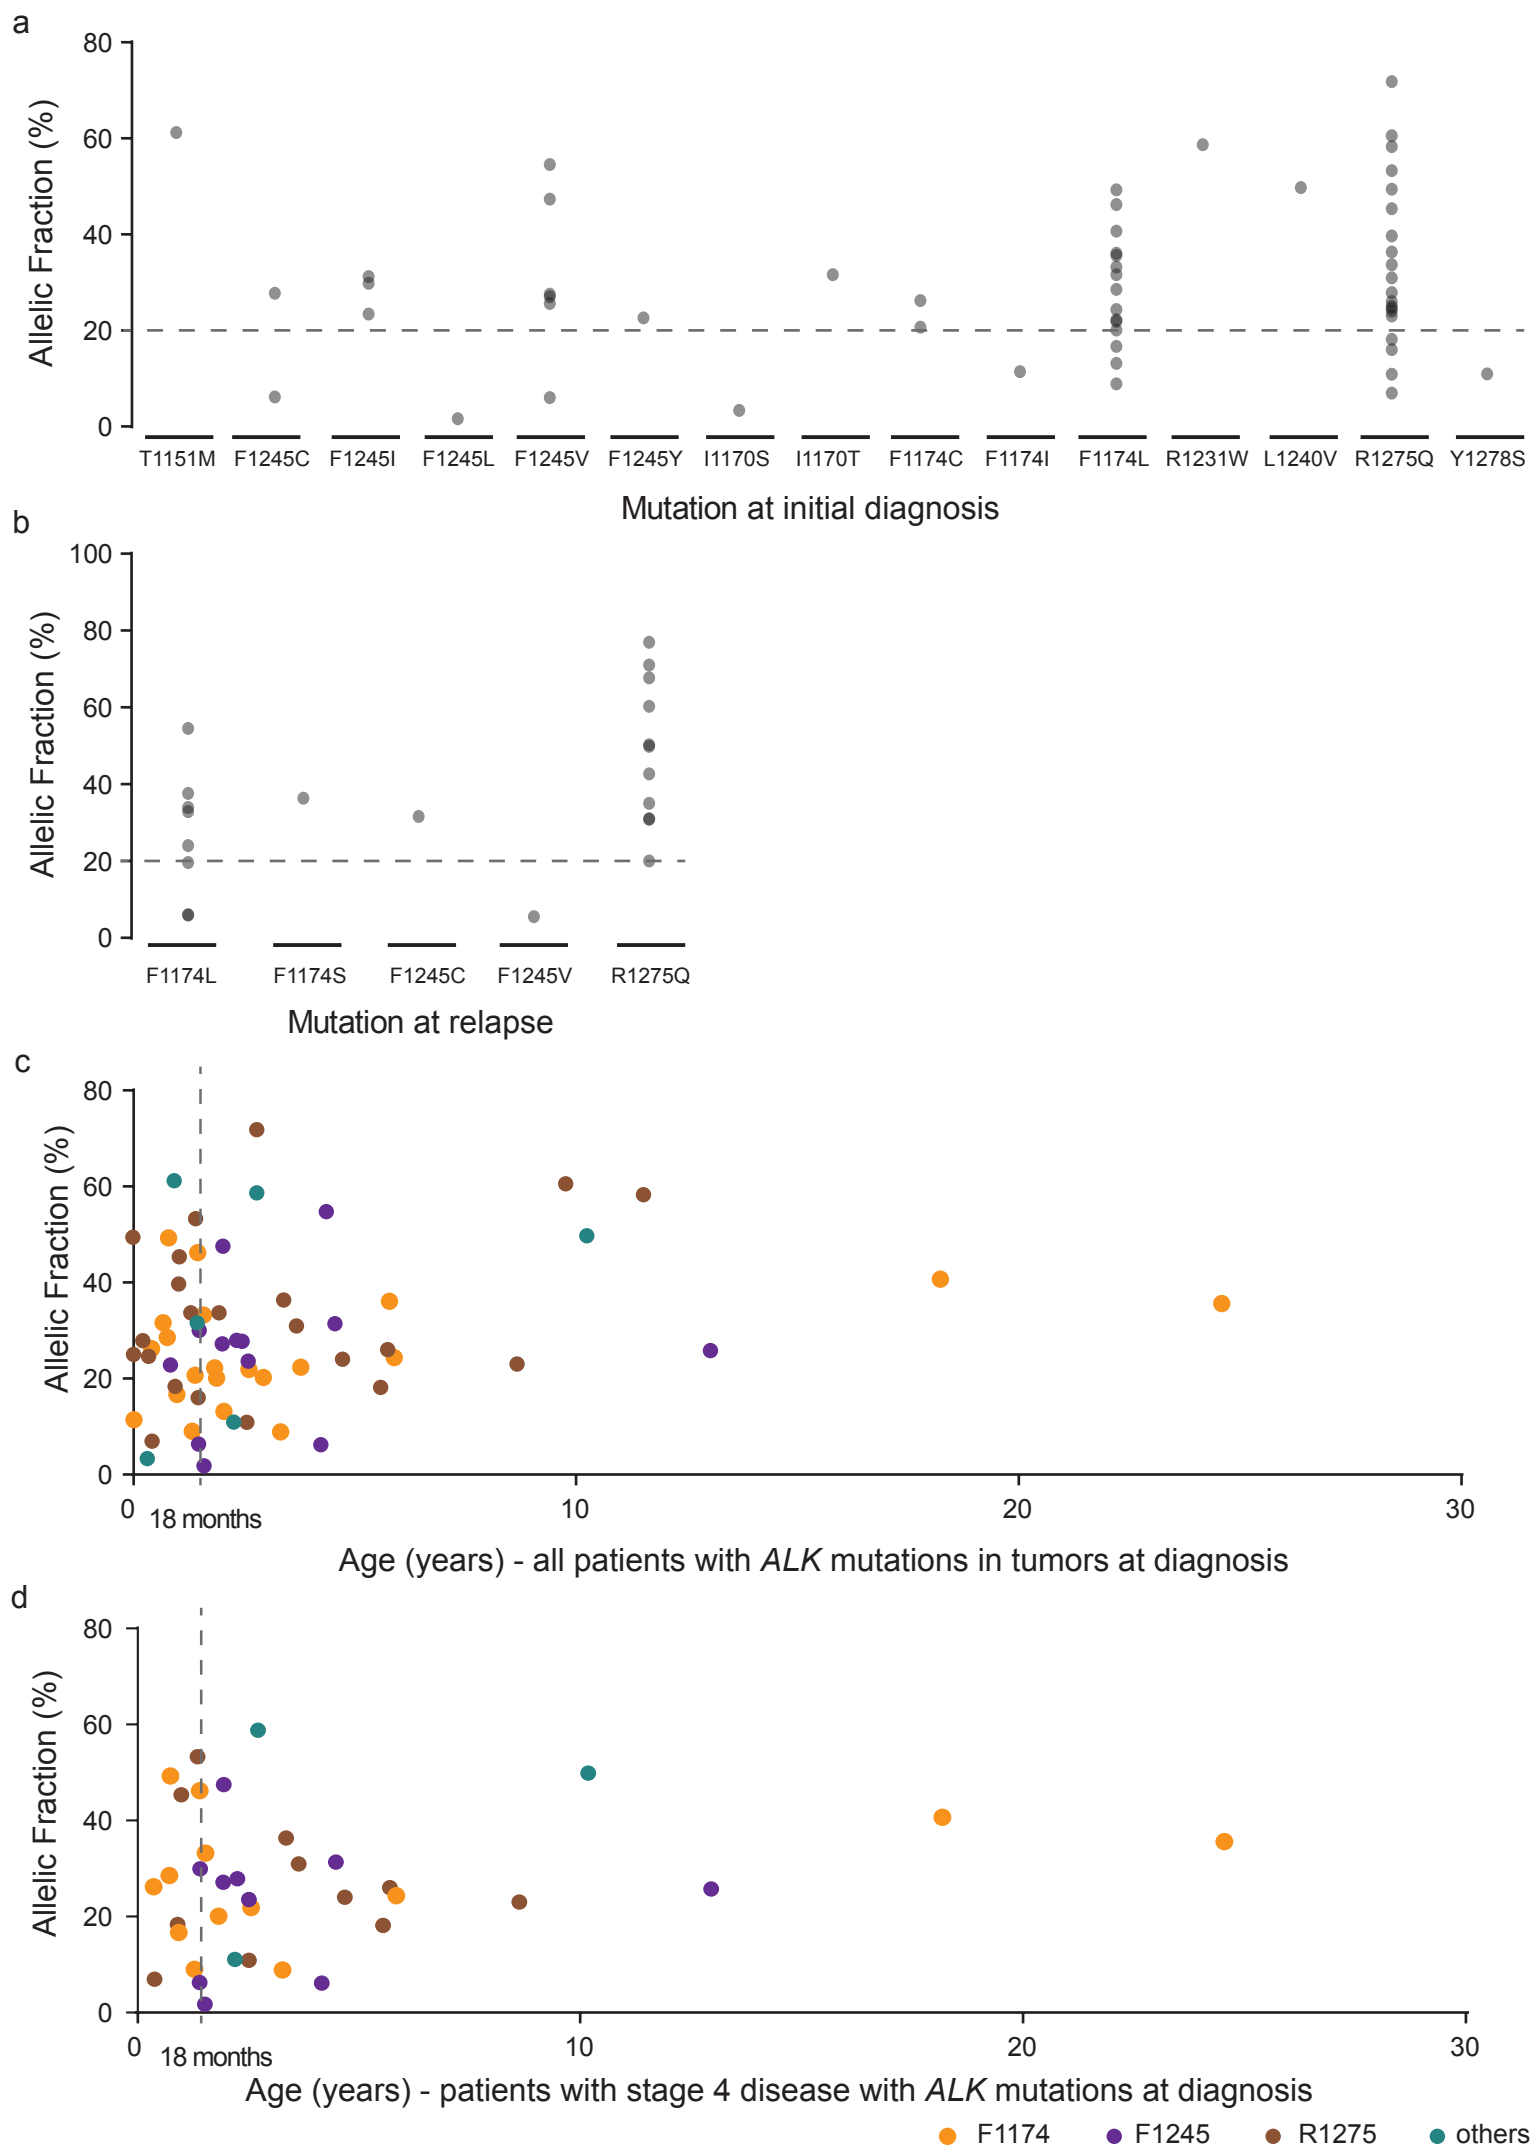 a
80
60
40
20
0
Allelic Fraction (%)
T1151M F1245C F1245I F1245L F1245V F1245Y I1170S I1170T F1174C F1174I F1174L R1231W L1240V R1275Q Y1278S
Mutation at initial diagnosis
b
100
80
60
40
20
0
Allelic Fraction (%)
F1174L F1174S F1245C F1245V R1275Q
Mutation at relapse
c
80
60
40
20
0
Allelic Fraction (%)
0 18 months 10 20 30
Age (years) - all patients with ALK mutations in tumors at diagnosis
d
80
60
40
20
0
Allelic Fraction (%)
0 18 months 10 20 30
Age (years) - patients with stage 4 disease with ALK mutations at diagnosis
F1174 F1245 R1275 others